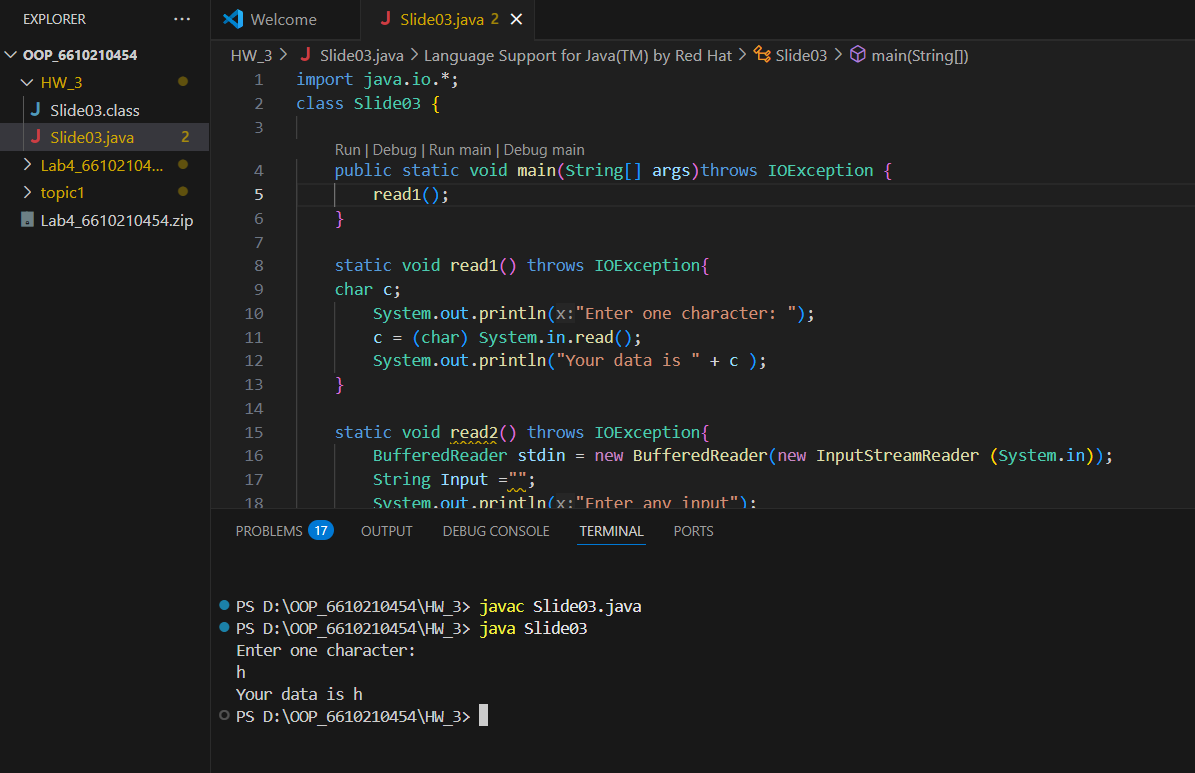 EXPLORER
Welcome
Slide03.java 2
OOP_6610210454
HW_3
Slide03.class
Slide03.java 2
Lab4_66102104...
topic1
Lab4_6610210454.zip
HW_3 > Slide03.java > Language Support for Java(TM) by Red Hat > Slide03 > main(String[])
1 import java.io.*;
2 class Slide03 {
3
Run | Debug | Run main | Debug main
4 public static void main(String[] args)throws IOException {
5 read1();
6 }
7
8 static void read1() throws IOException{
9 char c;
10 System.out.println(x:"Enter one character: ");
11 c = (char) System.in.read();
12 System.out.println("Your data is " + c );
13 }
14
15 static void read2() throws IOException{
16 BufferedReader stdin = new BufferedReader(new InputStreamReader (System.in));
17 String Input ="";
18 System.out.println(x:"Enter any input");
PROBLEMS 17 OUTPUT DEBUG CONSOLE TERMINAL PORTS
PS D:\OOP_6610210454\HW_3> javac Slide03.java
PS D:\OOP_6610210454\HW_3> java Slide03
Enter one character:
h
Your data is h
PS D:\OOP_6610210454\HW_3>